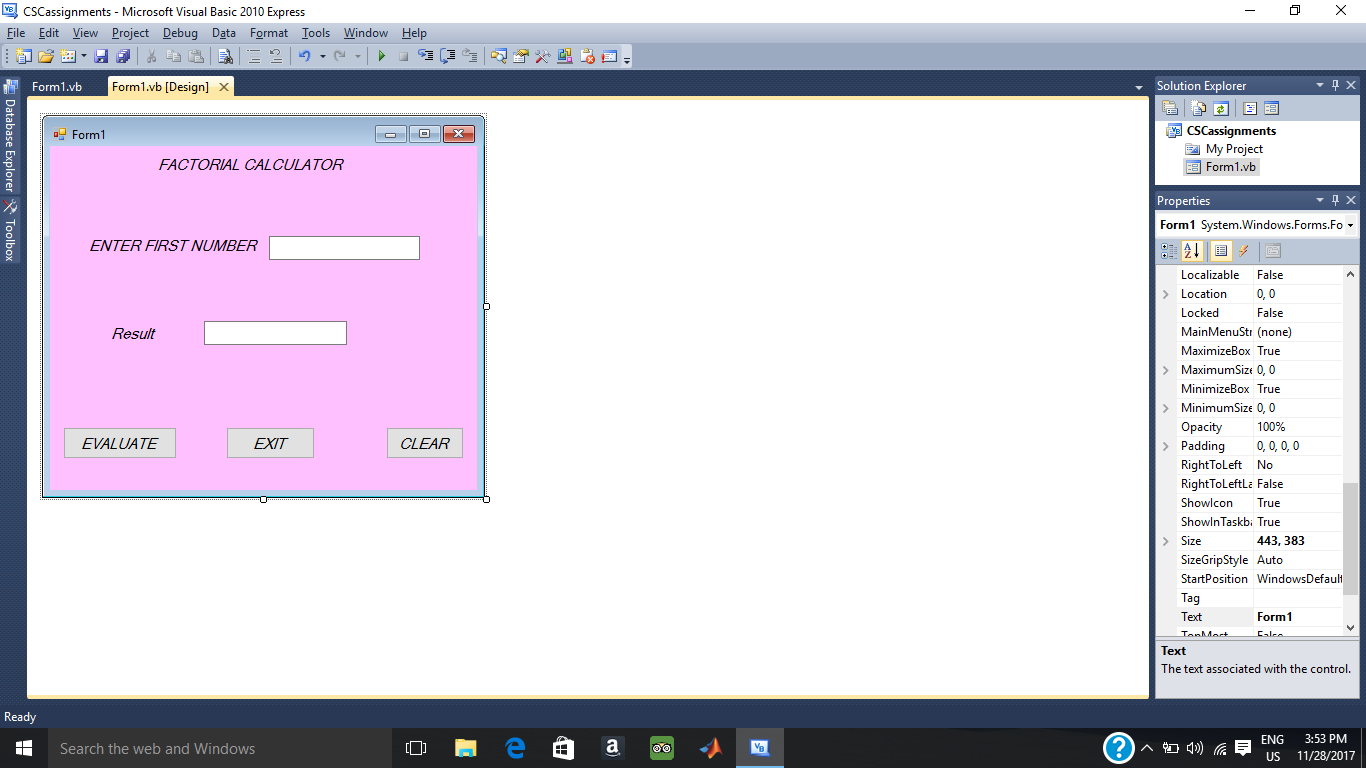 CSCassignments - Microsoft Visual Basic 2010 Express
File Edit View Project Debug Data Format Tools Window Help
Form1.vb Form1.vb [Design]
Database Explorer
Toolbox
Form1
FACTORIAL CALCULATOR
ENTER FIRST NUMBER
Result
EVALUATE EXIT CLEAR
Solution Explorer
CSCassignments
My Project
Form1.vb
Properties
Form1 System.Windows.Forms.Fo
Localizable False
Location 0, 0
Locked False
MainMenuStr (none)
MaximizeBox True
MaximumSize 0, 0
MinimizeBox True
MinimumSize 0, 0
Opacity 100%
Padding 0, 0, 0, 0
RightToLeft No
RightToLeftLa False
ShowIcon True
ShowInTaskba True
Size 443, 383
SizeGripStyle Auto
StartPosition WindowsDefault
Tag
Text Form1
TopMost False
Text
The text associated with the control.
Ready
Search the web and Windows
ENG
US
3:53 PM
11/28/2017